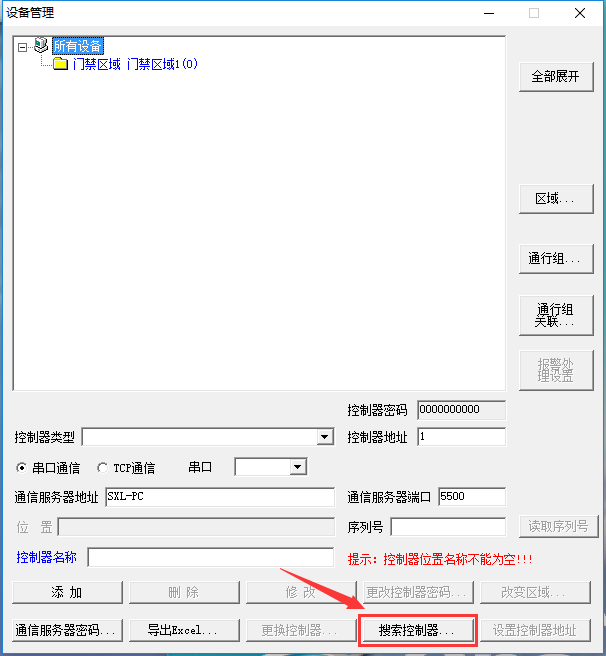 设备管理
所有设备
门禁区域 门禁区域1(0)
全部展开
区域...
通行组...
通行组
关联...
报警处
理设置
控制器密码 0000000000
控制器类型 控制器地址 1
串口通信 TCP通信 串口
通信服务器地址 SXL-PC 通信服务器端口 5500
位 置 序列号 读取序列号
控制器名称 提示：控制器位置名称不能为空!!!
添 加 删 除 修 改 更改控制器密码... 改变区域...
通信服务器密码... 导出Excel... 更换控制器... 搜索控制器... 设置控制器地址